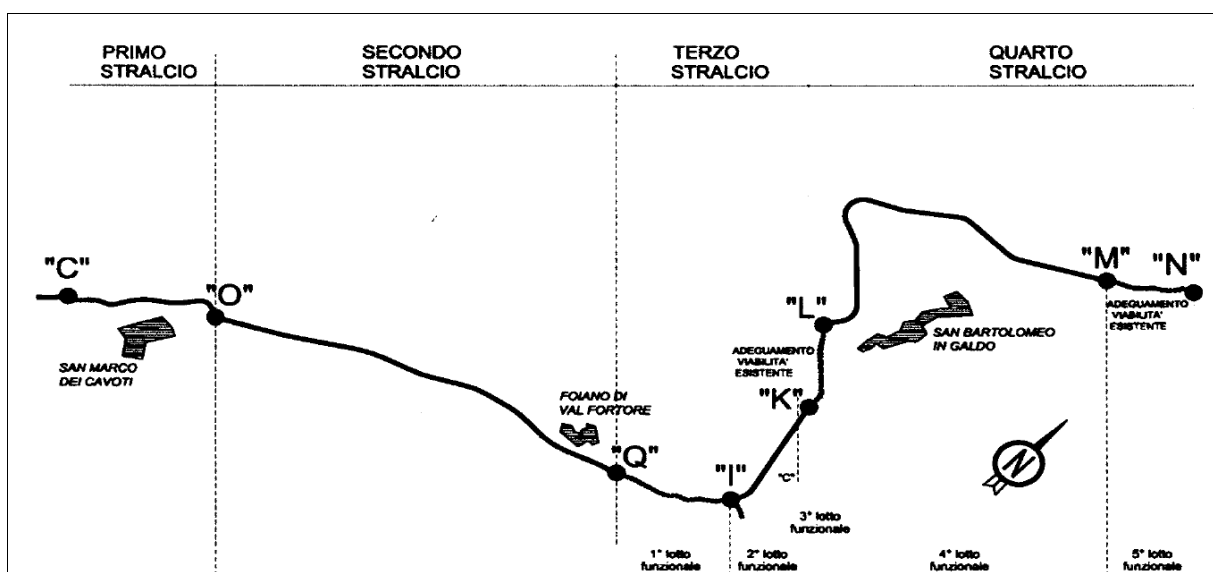 PRIMO
STRALCIO
SECONDO
STRALCIO
TERZO
STRALCIO
QUARTO
STRALCIO
"C"
"O"
"M"
"N"
ADEGUAMENTO
VIABILITA'
ESISTENTE
"L"
SAN BARTOLOMEO
IN GALDO
ADEGUAMENTO
VIABILITA'
ESISTENTE
SAN MARCO
DEI CAVOTI
"K"
FOIANO DI
VAL FORTORE
"Q"
"I"
"C"
N
3° lotto
funzionale
1° lotto
funzionale
2° lotto
funzionale
4° lotto
funzionale
5° lotto
funzionale